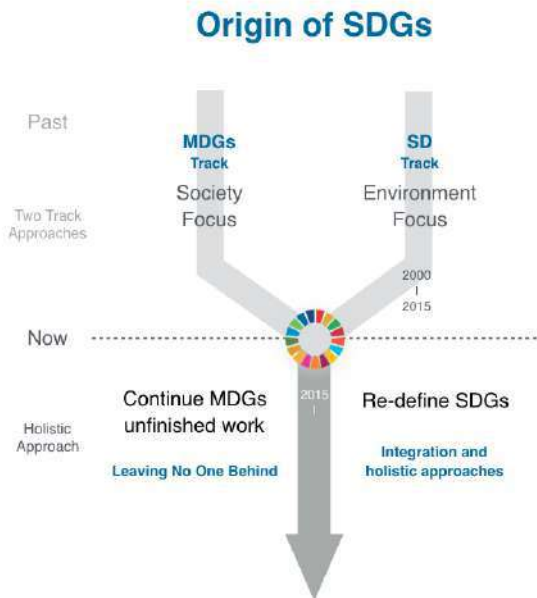 Origin of SDGs
Past
MDGs
Track
Society
Focus
SD
Track
Environment
Focus
Two Track
Approaches
2000
–
2015
Now
Continue MDGs
unfinished work
2015
–
Re-define SDGs
Holistic
Approach
Leaving No One Behind
Integration and
holistic approaches